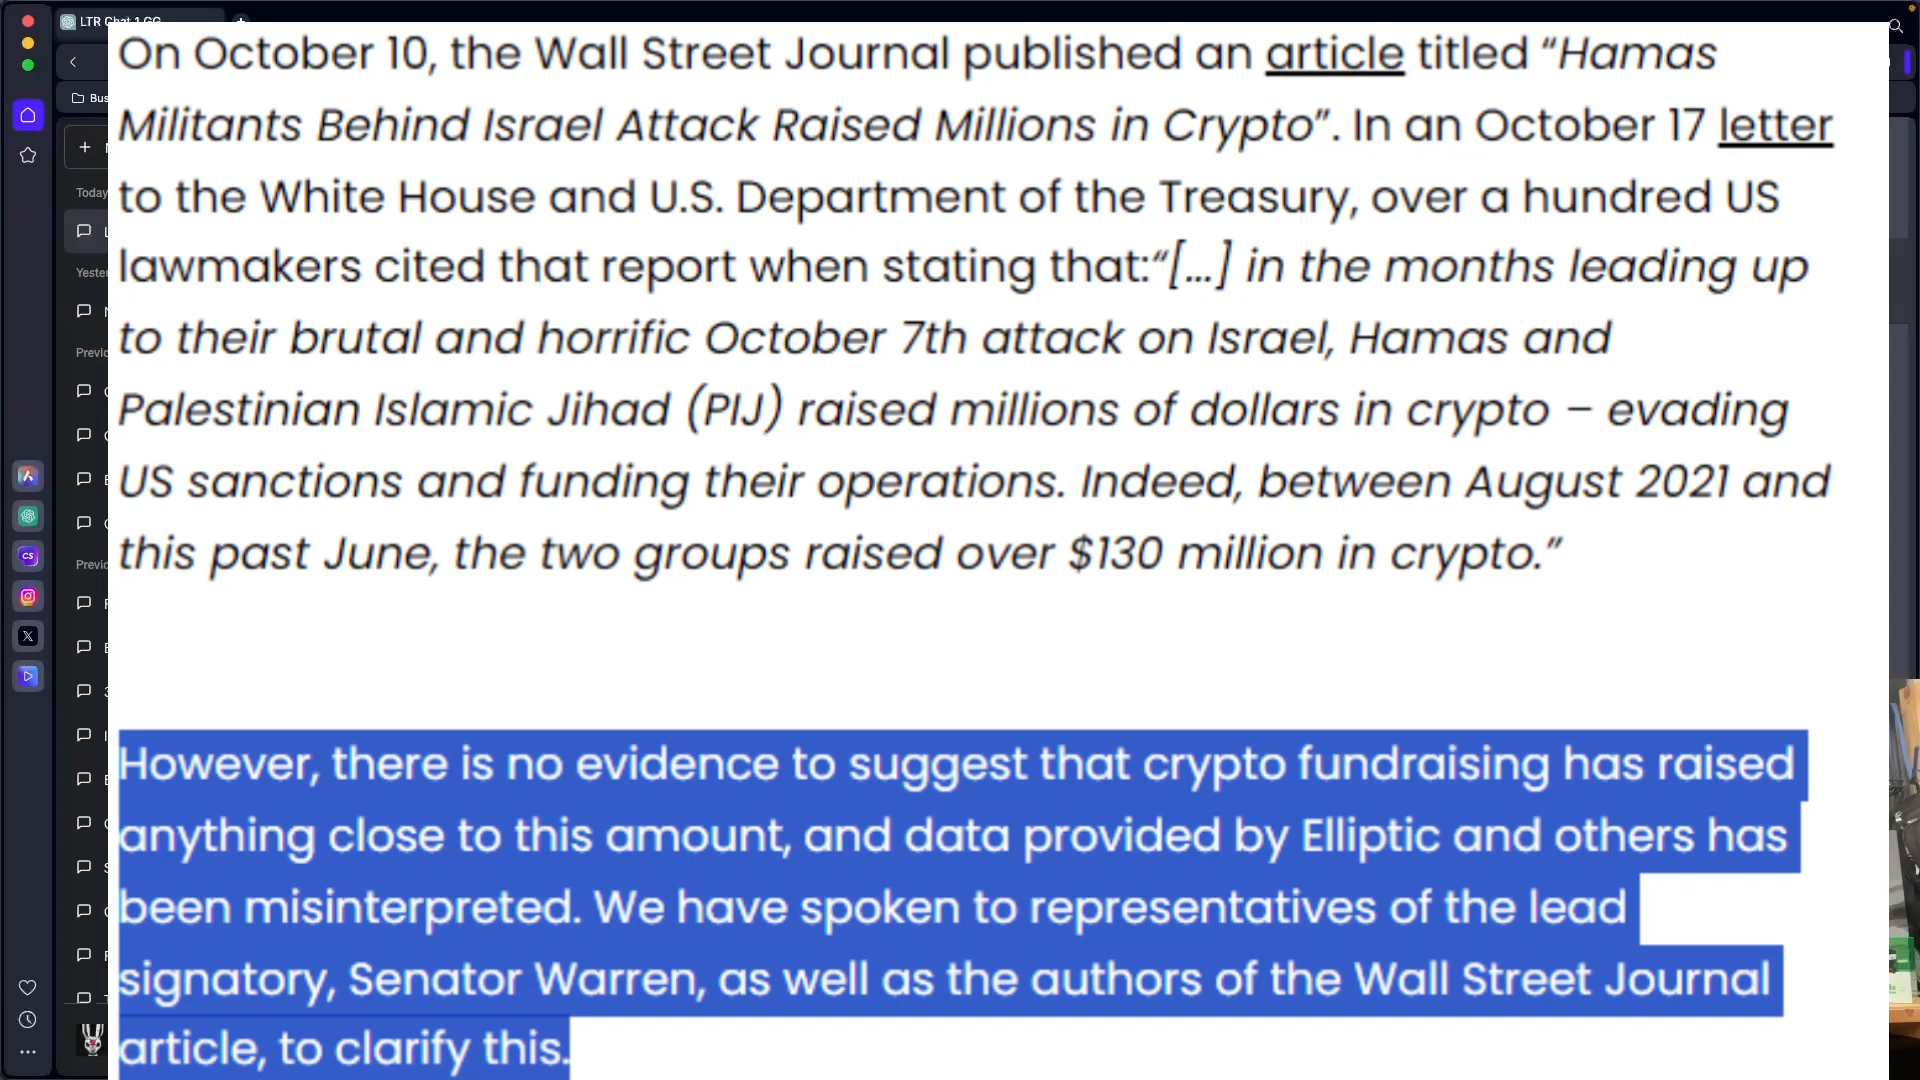 LTR Chat 1 GG
On October 10, the Wall Street Journal published an article titled “Hamas
Militants Behind Israel Attack Raised Millions in Crypto”. In an October 17 letter
to the White House and U.S. Department of the Treasury, over a hundred US
lawmakers cited that report when stating that:“[…] in the months leading up
to their brutal and horrific October 7th attack on Israel, Hamas and
Palestinian Islamic Jihad (PIJ) raised millions of dollars in crypto – evading
US sanctions and funding their operations. Indeed, between August 2021 and
this past June, the two groups raised over $130 million in crypto.”
However, there is no evidence to suggest that crypto fundraising has raised
anything close to this amount, and data provided by Elliptic and others has
been misinterpreted. We have spoken to representatives of the lead
signatory, Senator Warren, as well as the authors of the Wall Street Journal
article, to clarify this.
Bus
Today
Yester
Previo
Previo
CS